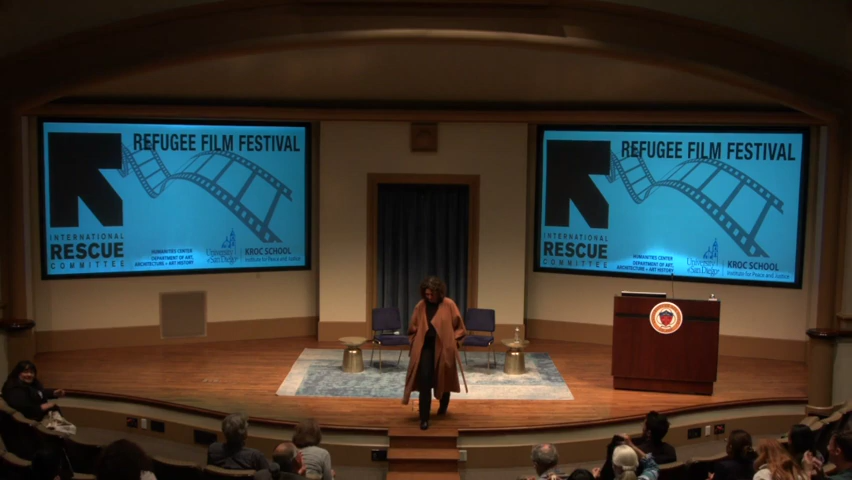 REFUGEE FILM FESTIVAL
INTERNATIONAL
RESCUE
COMMITTEE
HUMANITIES CENTER
DEPARTMENT OF ART,
ARCHITECTURE + ART HISTORY
University
of San Diego
KROC SCHOOL
Institute for Peace and Justice
REFUGEE FILM FESTIVAL
INTERNATIONAL
RESCUE
COMMITTEE
HUMANITIES CENTER
DEPARTMENT OF ART,
ARCHITECTURE + ART HISTORY
University
of San Diego
KROC SCHOOL
Institute for Peace and Justice